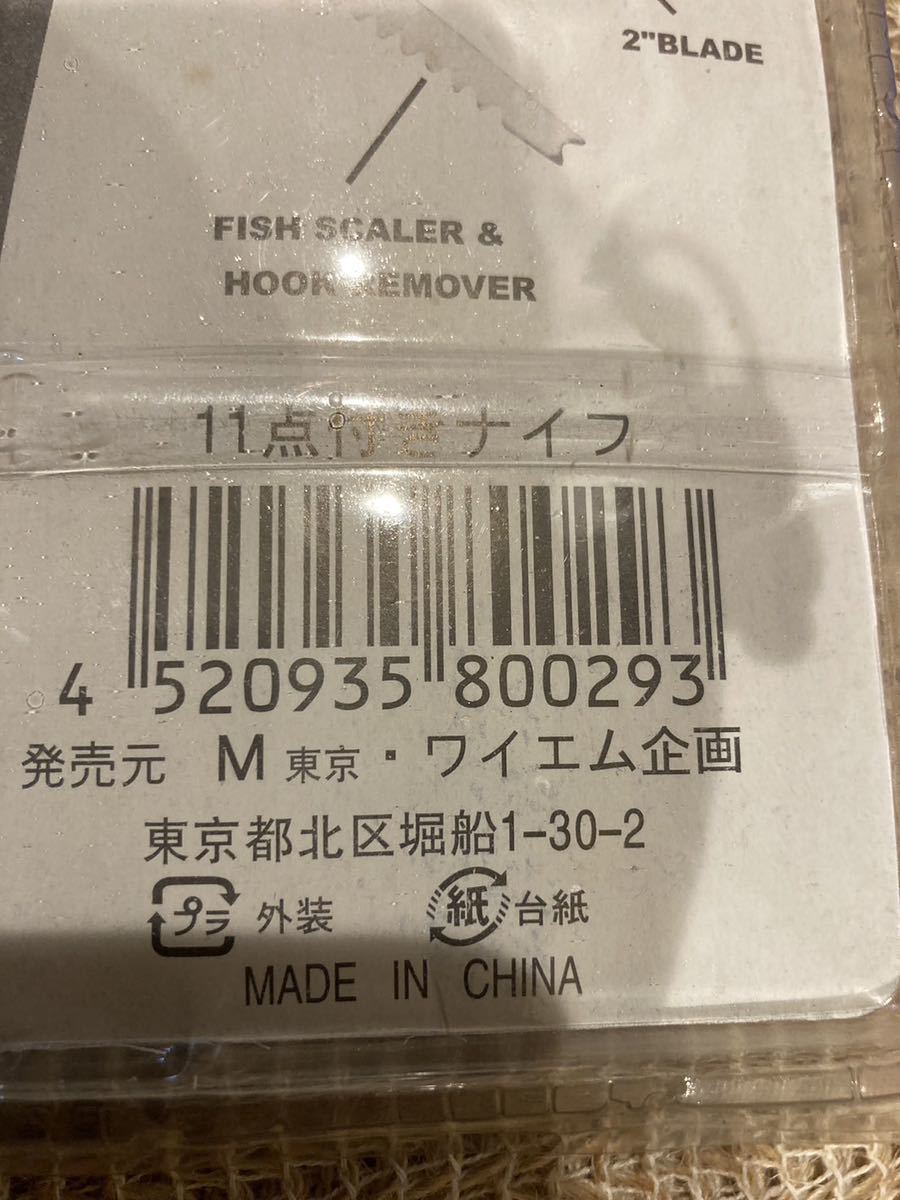 2"BLADE
FISH SCALER &
HOOK REMOVER
11点付きナイフ
4 520935 800293
発売元 M 東京・ワイエム企画
東京都北区堀船1-30-2
プラ 外装 紙 台紙
MADE IN CHINA